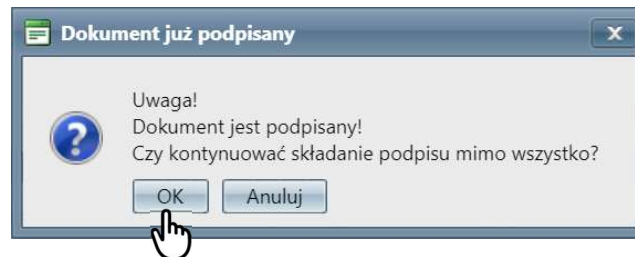 Dokument już podpisany
Uwaga!
Dokument jest podpisany!
Czy kontynuować składanie podpisu mimo wszystko?
OK Anuluj